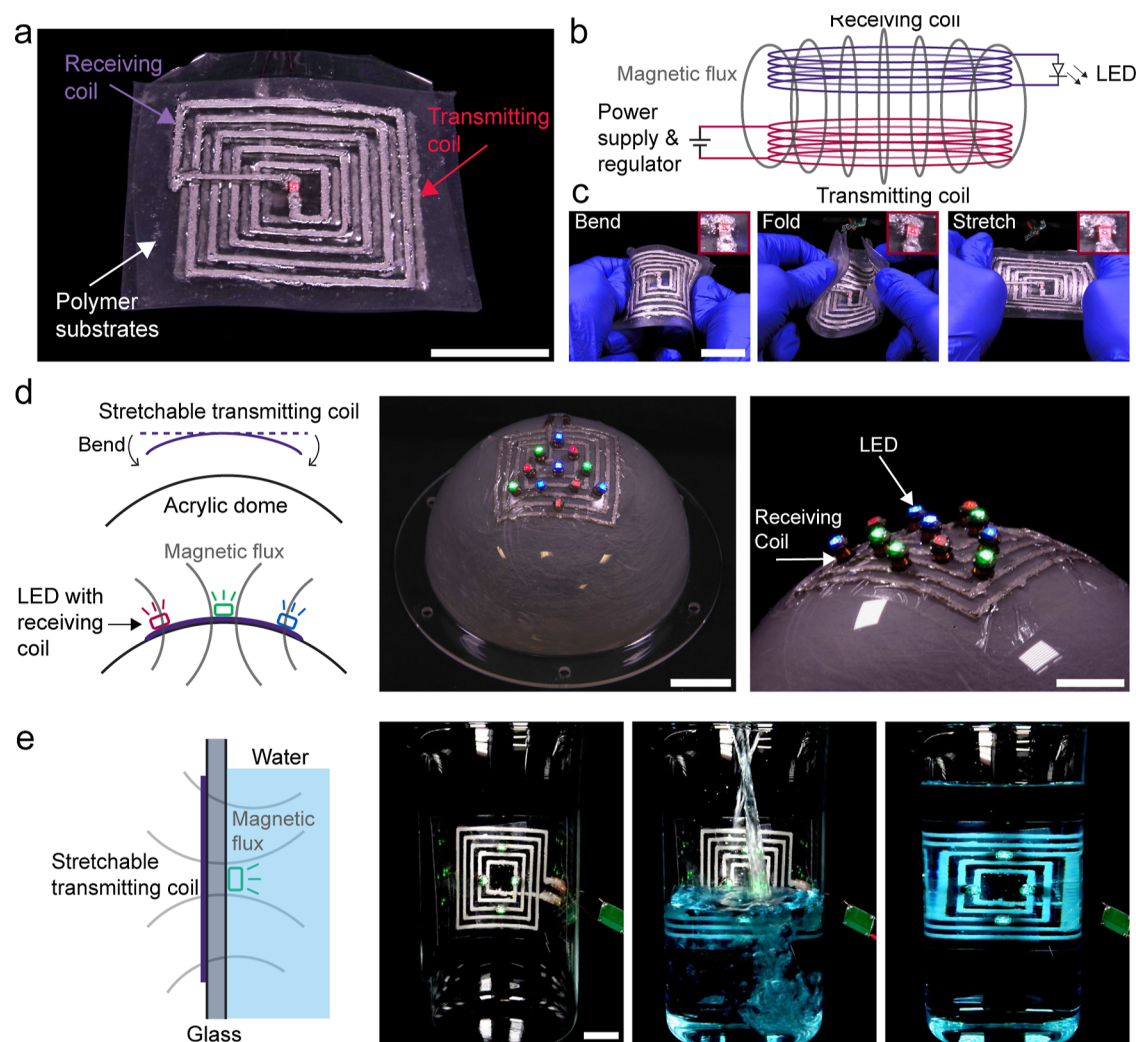 a
Receiving
coil
Transmitting
coil
Polymer
substrates
b
Receiving coil
Magnetic flux
LED
Power
supply &
regulator
Transmitting coil
c
Bend
Fold
Stretch
d
Stretchable transmitting coil
Bend
Acrylic dome
Magnetic flux
LED with
receiving
coil
LED
Receiving
Coil
e
Water
Magnetic
flux
Stretchable
transmitting coil
Glass